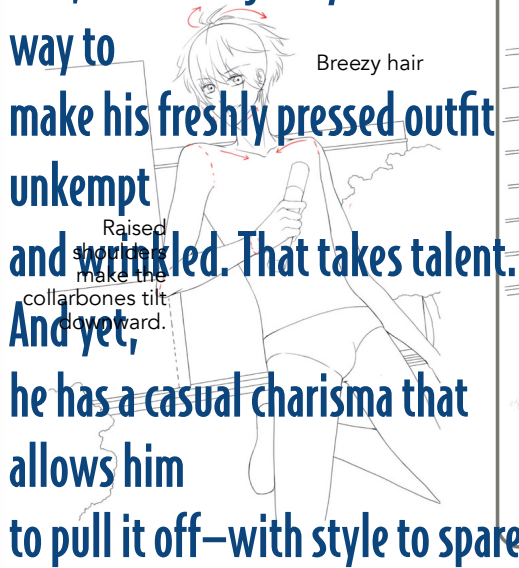 way to
Breezy hair
make his freshly pressed outfit
unkempt
Raised
shoulders
make the
collarbones tilt
downward.
and wrinkled. That takes talent.
And yet,
he has a casual charisma that
allows him
to pull it off–with style to spare